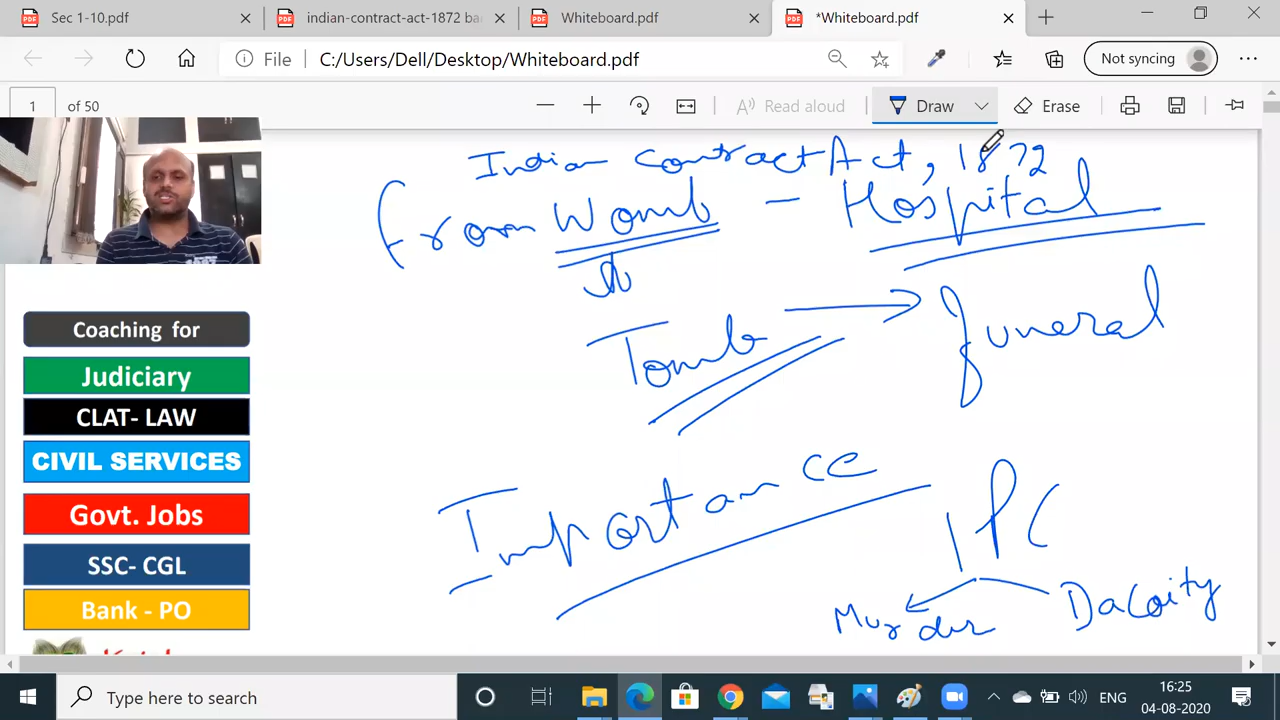 Sec 1-10.pdf
indian-contract-act-1872 ba
Whiteboard.pdf
*Whiteboard.pdf
File C:/Users/Dell/Desktop/Whiteboard.pdf
Not syncing
1 of 50
Read aloud
Draw
Erase
Indian Contract Act, 1872
From Womb - Hospital
to
Tomb → funeral
Importance
IPC
Murder
Dacoity
Coaching for
Judiciary
CLAT- LAW
CIVIL SERVICES
Govt. Jobs
SSC- CGL
Bank - PO
Type here to search
ENG
16:25
04-08-2020